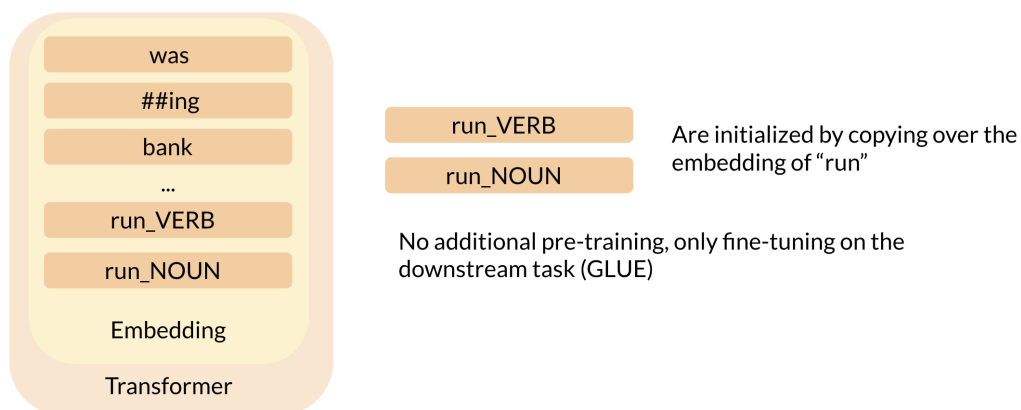 was
##ing
bank
...
run_VERB
run_NOUN
Embedding
Transformer
run_VERB
run_NOUN
Are initialized by copying over the
embedding of “run”
No additional pre-training, only fine-tuning on the
downstream task (GLUE)